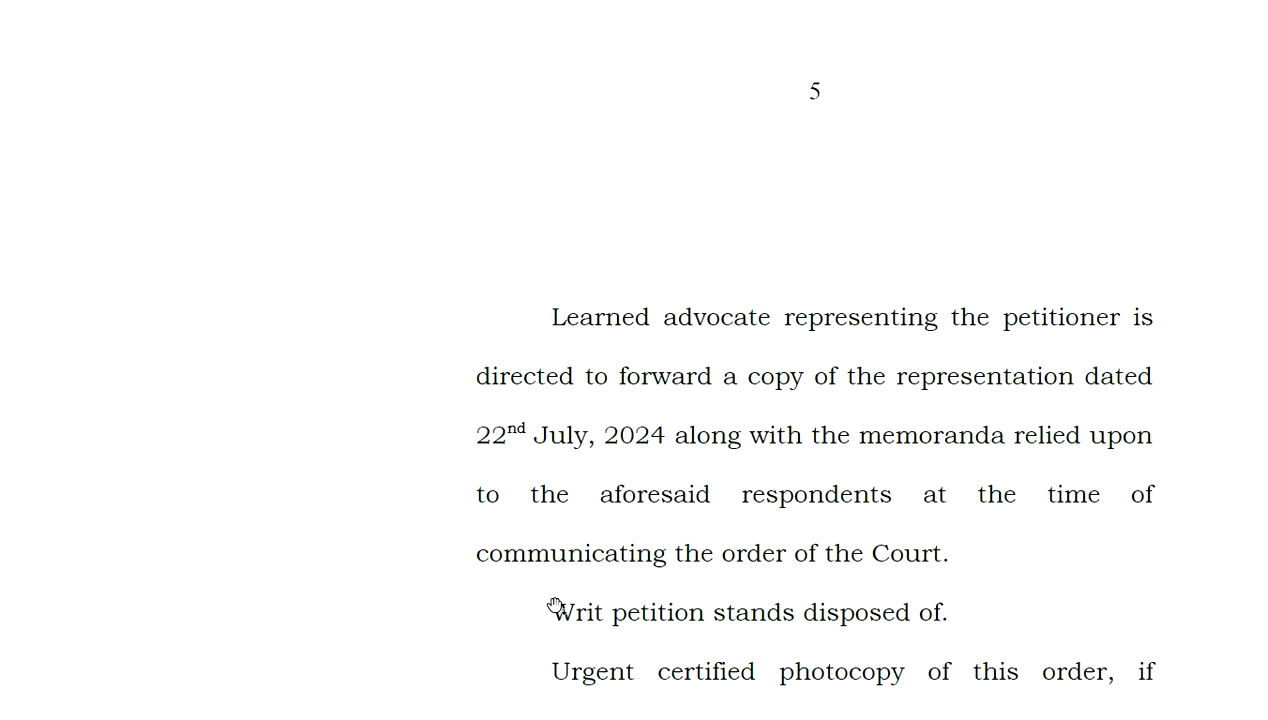 5
Learned advocate representing the petitioner is
directed to forward a copy of the representation dated
22nd July, 2024 along with the memoranda relied upon
to the aforesaid respondents at the time of
communicating the order of the Court.
Writ petition stands disposed of.
Urgent certified photocopy of this order, if